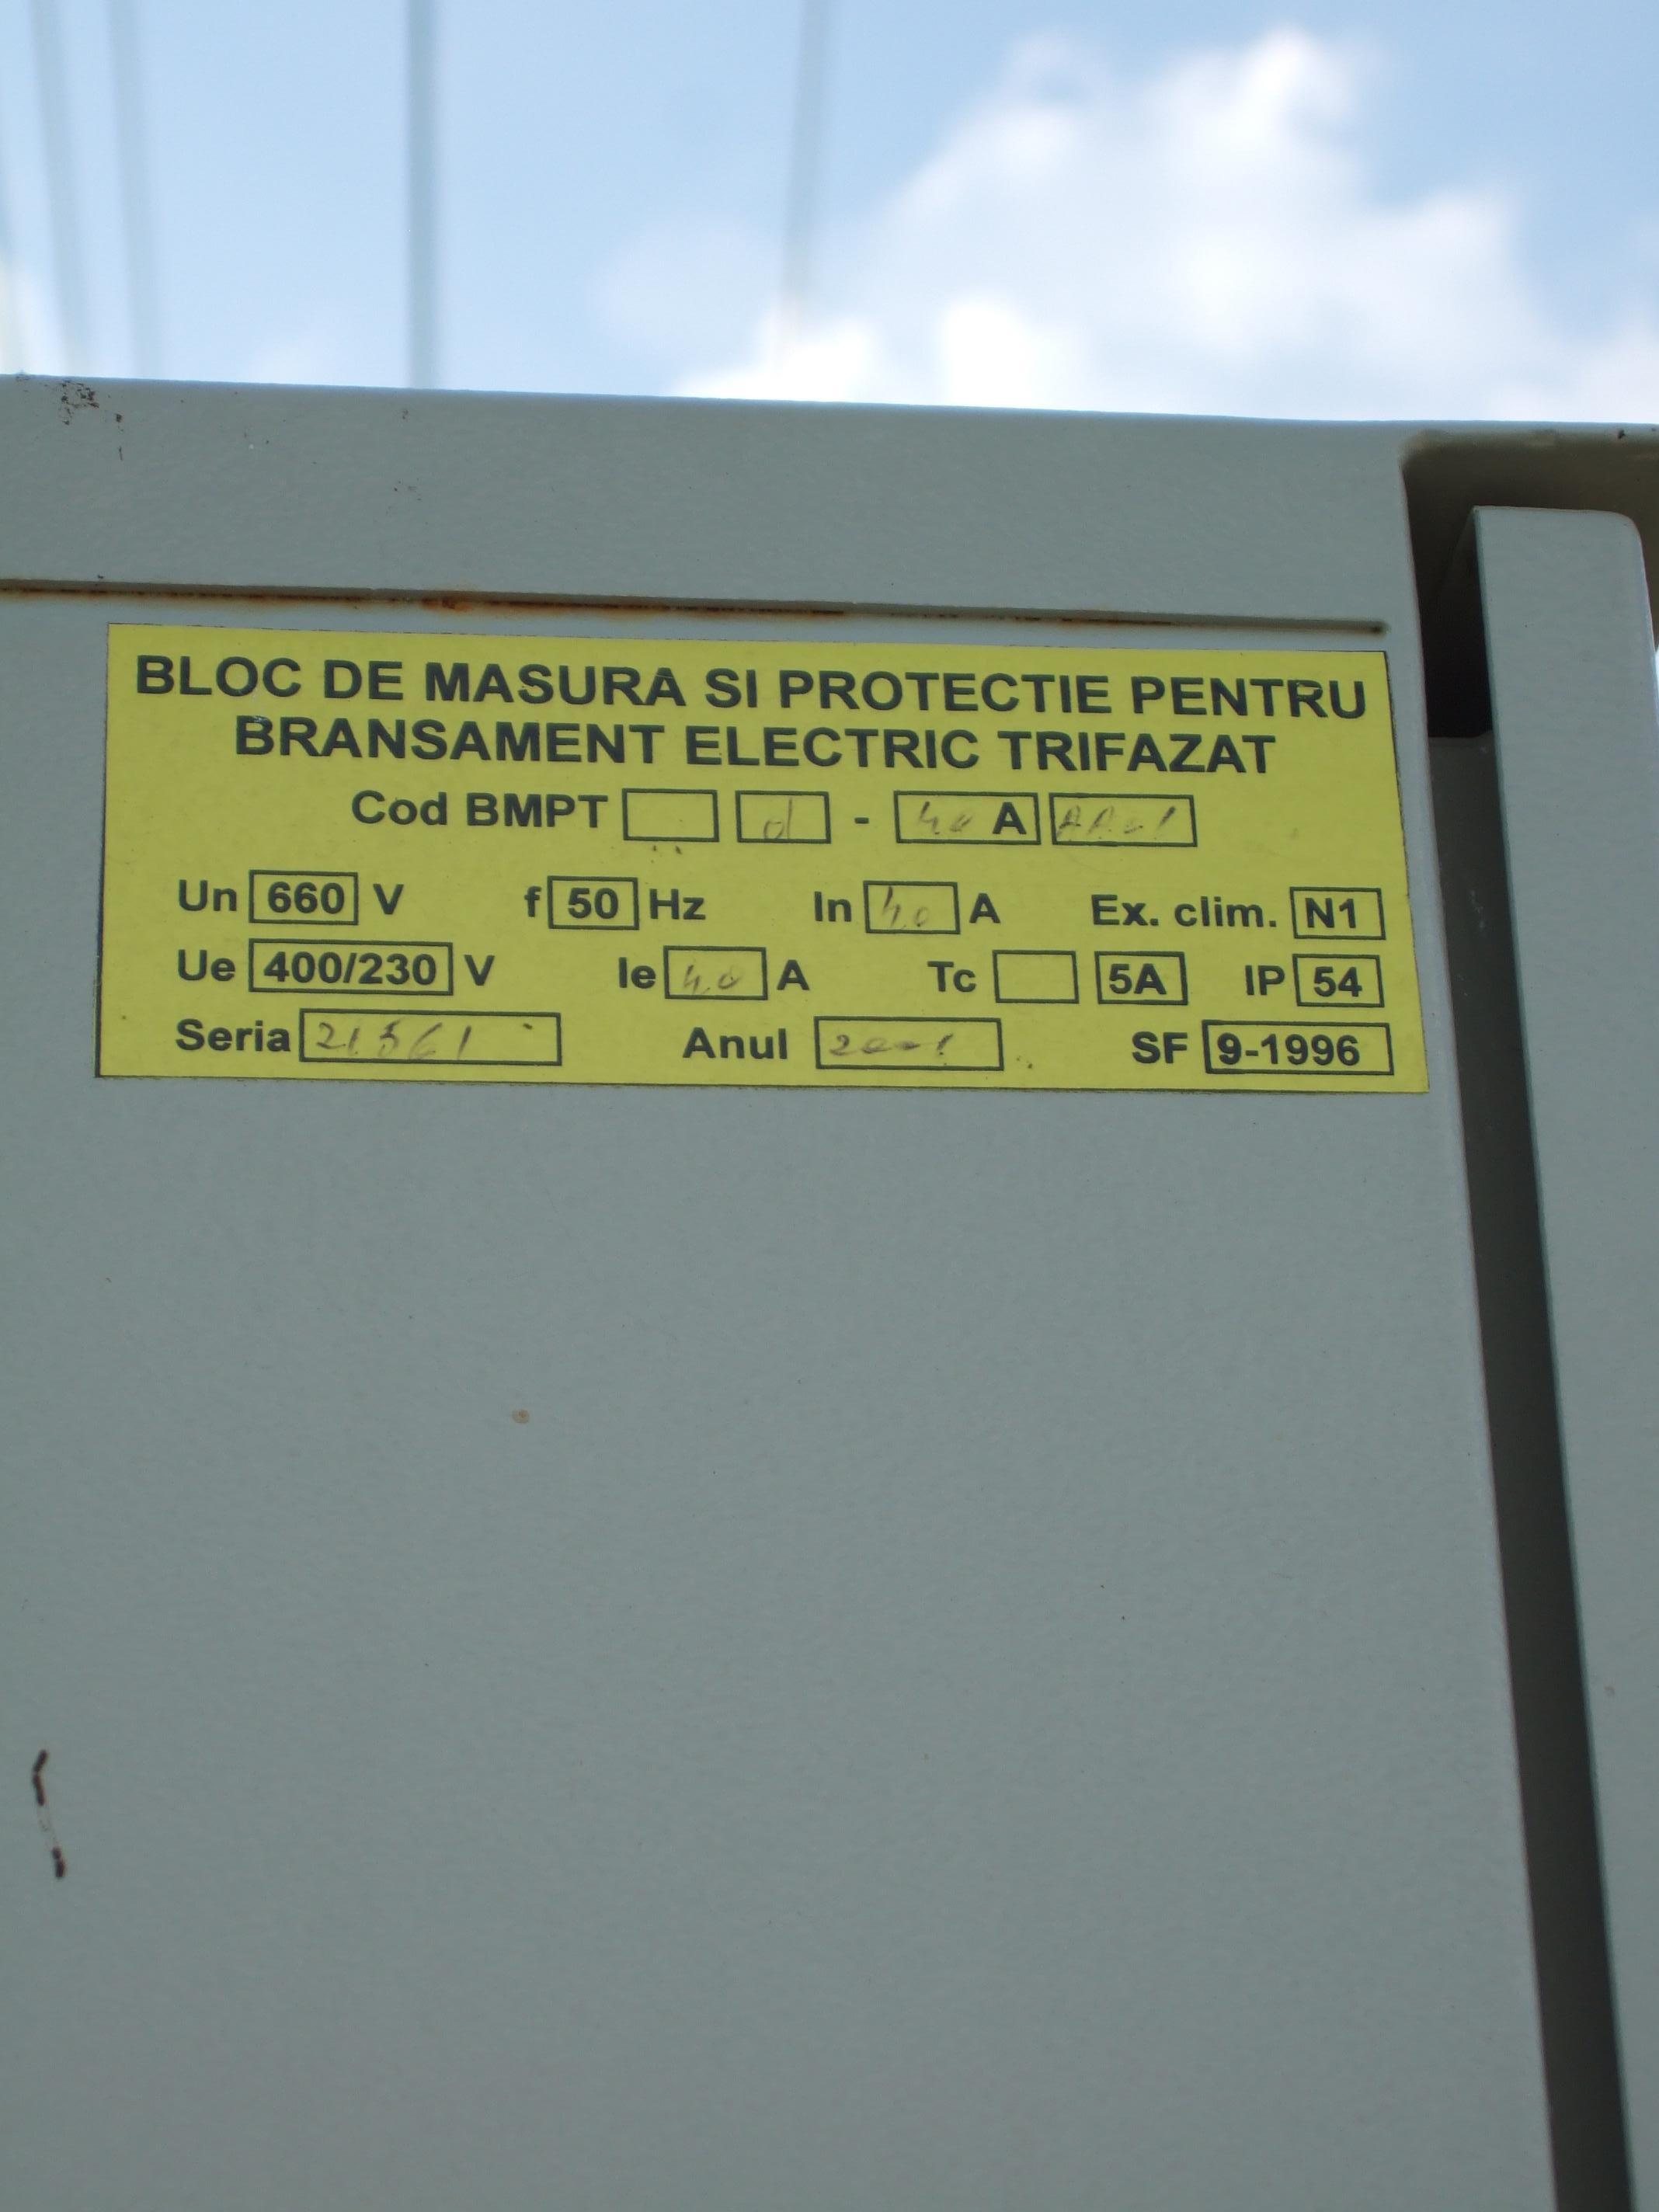 BLOC DE MASURA SI PROTECTIE PENTRU
BRANSAMENT ELECTRIC TRIFAZAT
Cod BMPT d - 40 A
Un 660 V f 50 Hz In 40 A Ex. clim. N1
Ue 400/230 V Ie 40 A Tc 5A IP 54
Seria 21561 Anul 2001 SF 9-1996